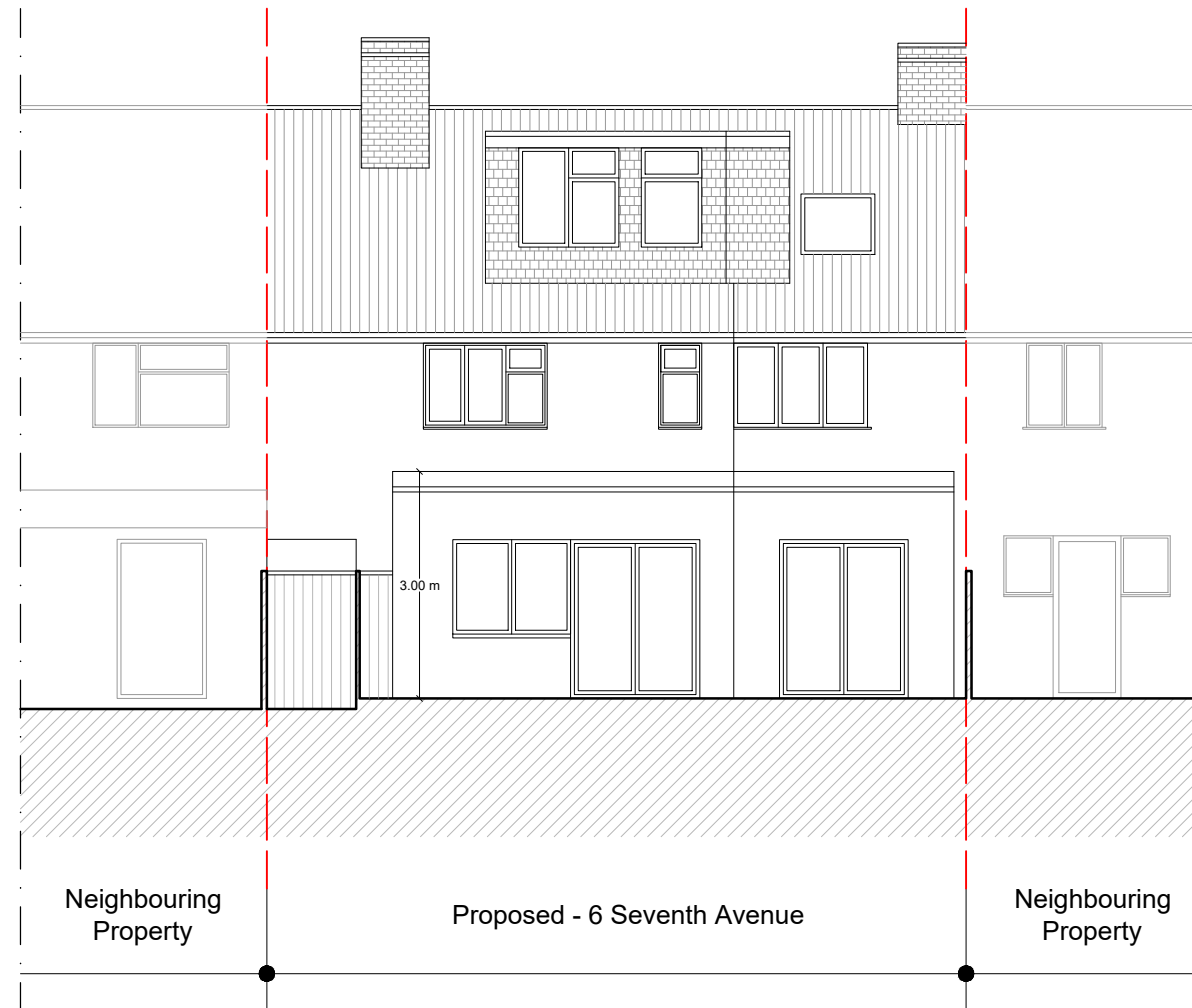 3.00 m
Neighbouring
Property
Proposed - 6 Seventh Avenue
Neighbouring
Property